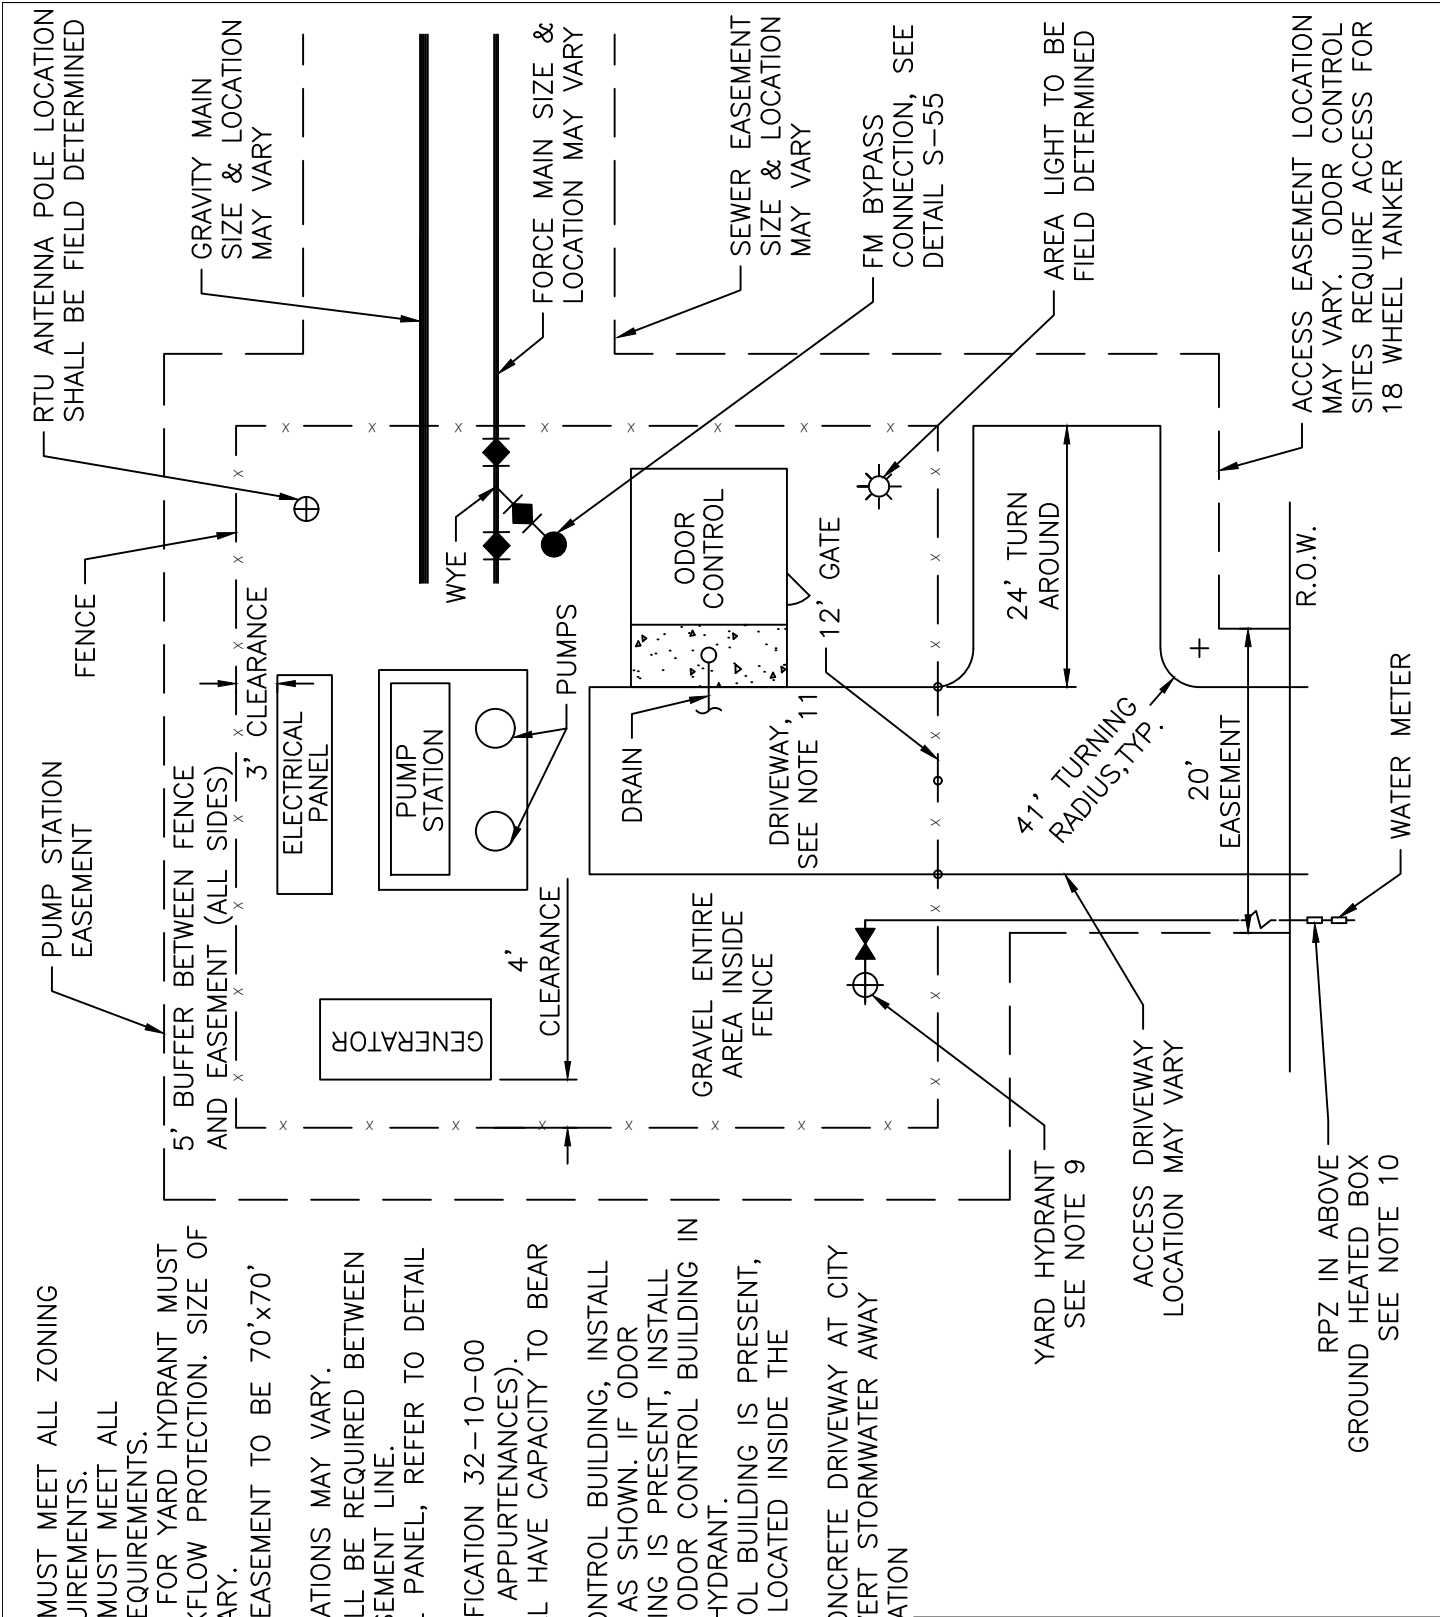 MUST MEET ALL ZONING
UIREMENTS.
MUST MEET ALL
EQUIREMENTS.
FOR YARD HYDRANT MUST
KFLOW PROTECTION. SIZE OF
ARY.
EASEMENT TO BE 70'x70'
ATIONS MAY VARY.
LL BE REQUIRED BETWEEN
SEMENT LINE.
L PANEL, REFER TO DETAIL
FICATION 32-10-00
APPURTENANCES).
L HAVE CAPACITY TO BEAR
ONTROL BUILDING, INSTALL
AS SHOWN. IF ODOR
ING IS PRESENT, INSTALL
ODOR CONTROL BUILDING IN
HYDRANT.
OL BUILDING IS PRESENT,
LOCATED INSIDE THE
ONCRETE DRIVEWAY AT CITY
ERT STORMWATER AWAY
ATION
PUMP STATION
EASEMENT
5' BUFFER BETWEEN FENCE
AND EASEMENT (ALL SIDES)
FENCE
RTU ANTENNA POLE LOCATION
SHALL BE FIELD DETERMINED
GRAVITY MAIN
SIZE & LOCATION
MAY VARY
3' CLEARANCE
ELECTRICAL
PANEL
GENERATOR
PUMP
STATION
PUMPS
WYE
FORCE MAIN SIZE &
LOCATION MAY VARY
4'
CLEARANCE
DRAIN
ODOR
CONTROL
SEWER EASEMENT
SIZE & LOCATION
MAY VARY
GRAVEL ENTIRE
AREA INSIDE
FENCE
DRIVEWAY,
SEE NOTE 11
12' GATE
FM BYPASS
CONNECTION, SEE
DETAIL S-55
24' TURN
AROUND
AREA LIGHT TO BE
FIELD DETERMINED
YARD HYDRANT
SEE NOTE 9
41' TURNING
RADIUS,TYP.
ACCESS DRIVEWAY
LOCATION MAY VARY
20'
EASEMENT
R.O.W.
ACCESS EASEMENT LOCATION
MAY VARY. ODOR CONTROL
SITES REQUIRE ACCESS FOR
18 WHEEL TANKER
RPZ IN ABOVE
GROUND HEATED BOX
SEE NOTE 10
WATER METER